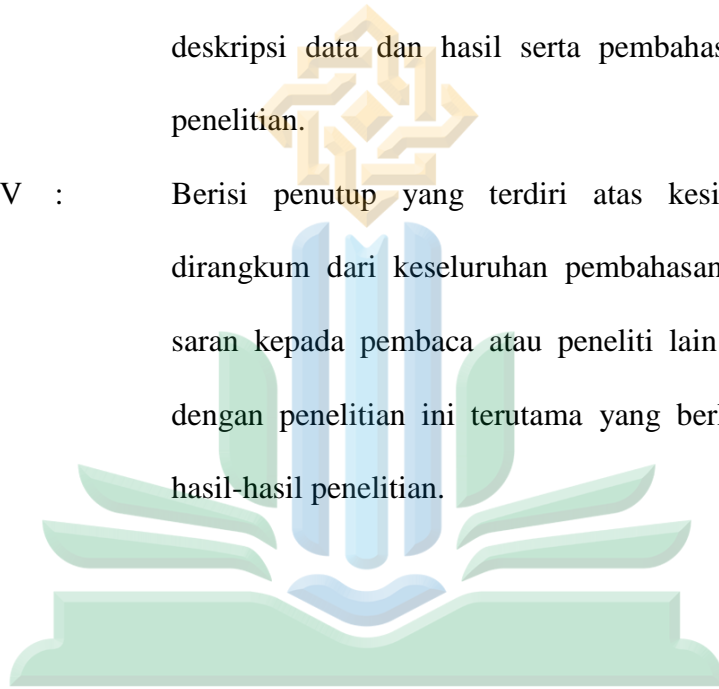 deskripsi data dan hasil serta pembahas
penelitian.
V : Berisi penutup yang terdiri atas kesi
dirangkum dari keseluruhan pembahasan
saran kepada pembaca atau peneliti lain
dengan penelitian ini terutama yang ber
hasil-hasil penelitian.